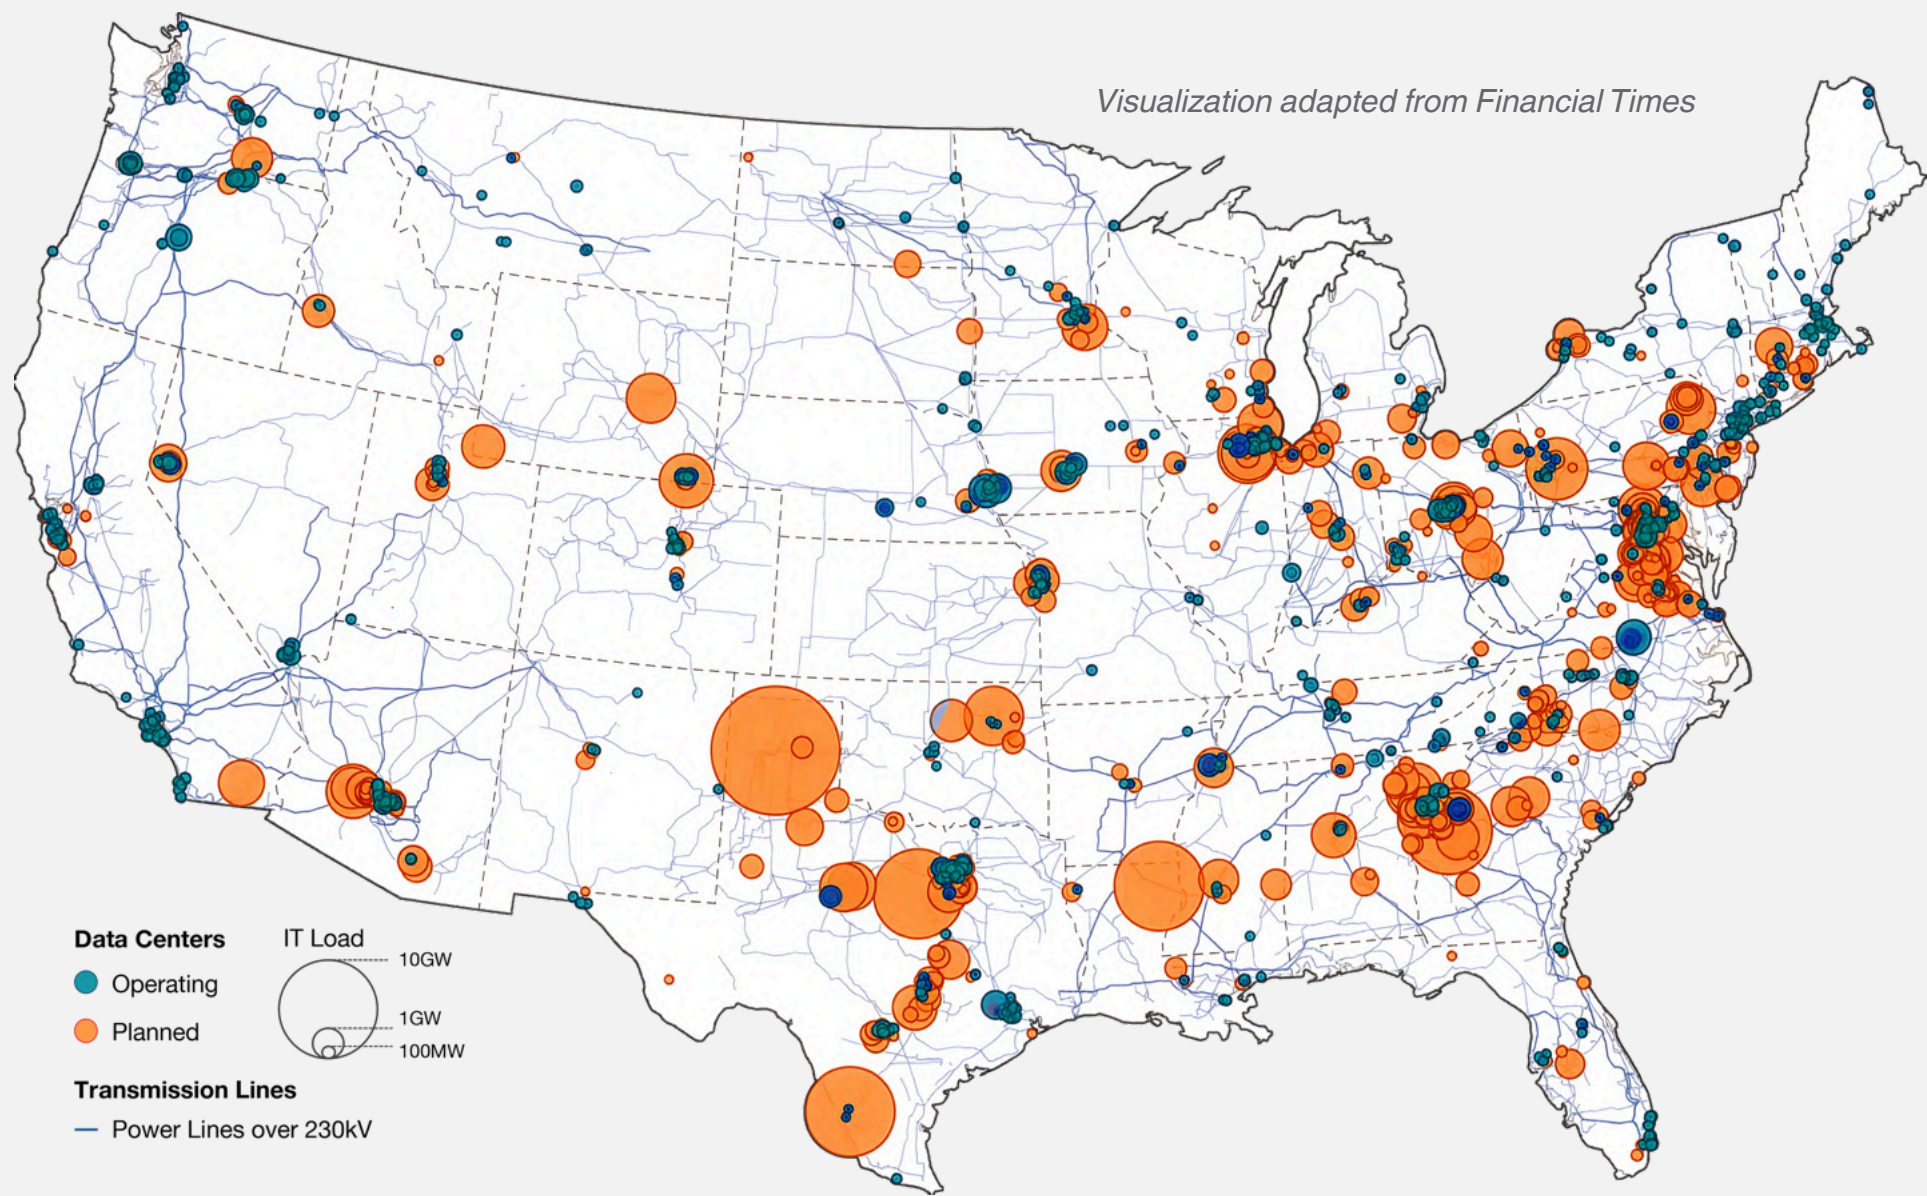 Visualization adapted from Financial Times
Data Centers
Operating
Planned
IT Load
10GW
1GW
100MW
Transmission Lines
Power Lines over 230kV